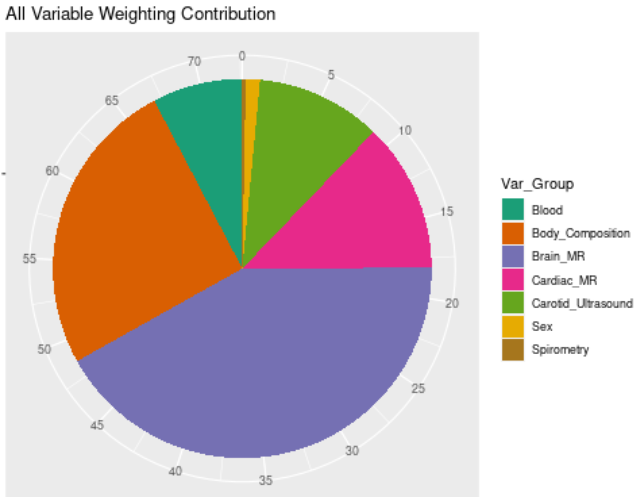 All Variable Weighting Contribution
0
5
10
15
20
25
30
35
40
45
50
55
60
65
70
Var_Group
Blood
Body_Composition
Brain_MR
Cardiac_MR
Carotid_Ultrasound
Sex
Spirometry